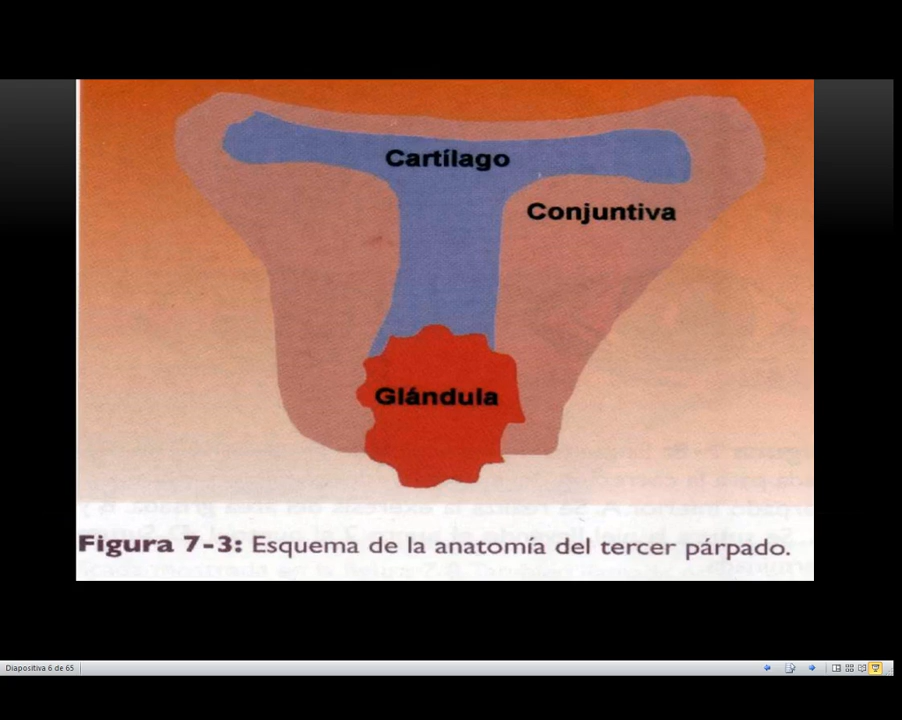 Cartílago
Conjuntiva
Glándula
Figura 7-3: Esquema de la anatomía del tercer párpado.
Diapositiva 6 de 65